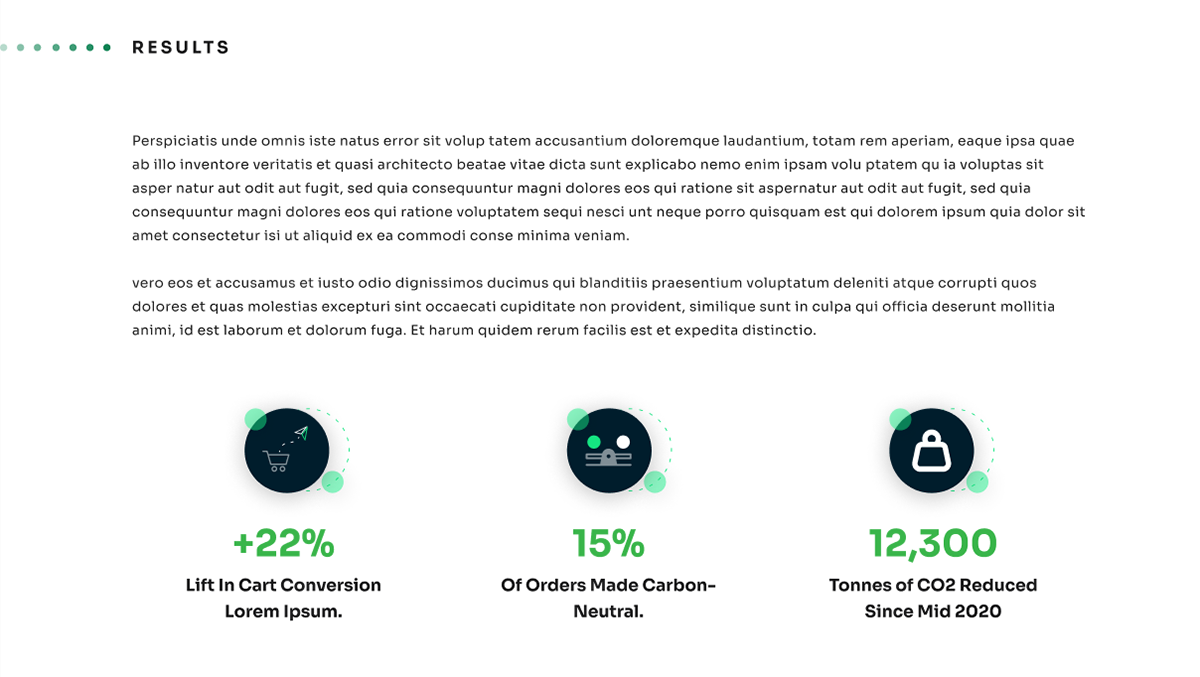 RESULTS
Perspiciatis unde omnis iste natus error sit volup tatem accusantium doloremque laudantium, totam rem aperiam, eaque ipsa quae
ab illo inventore veritatis et quasi architecto beatae vitae dicta sunt explicabo nemo enim ipsam volu ptatem qu ia voluptas sit
asper natur aut odit aut fugit, sed quia consequuntur magni dolores eos qui ratione sit aspernatur aut odit aut fugit, sed quia
consequuntur magni dolores eos qui ratione voluptatem sequi nesci unt neque porro quisquam est qui dolorem ipsum quia dolor sit
amet consectetur isi ut aliquid ex ea commodi conse minima veniam.
vero eos et accusamus et iusto odio dignissimos ducimus qui blanditiis praesentium voluptatum deleniti atque corrupti quos
dolores et quas molestias excepturi sint occaecati cupiditate non provident, similique sunt in culpa qui officia deserunt mollitia
animi, id est laborum et dolorum fuga. Et harum quidem rerum facilis est et expedita distinctio.
+22%
Lift In Cart Conversion
Lorem Ipsum.
15%
Of Orders Made Carbon-
Neutral.
12,300
Tonnes of CO2 Reduced
Since Mid 2020